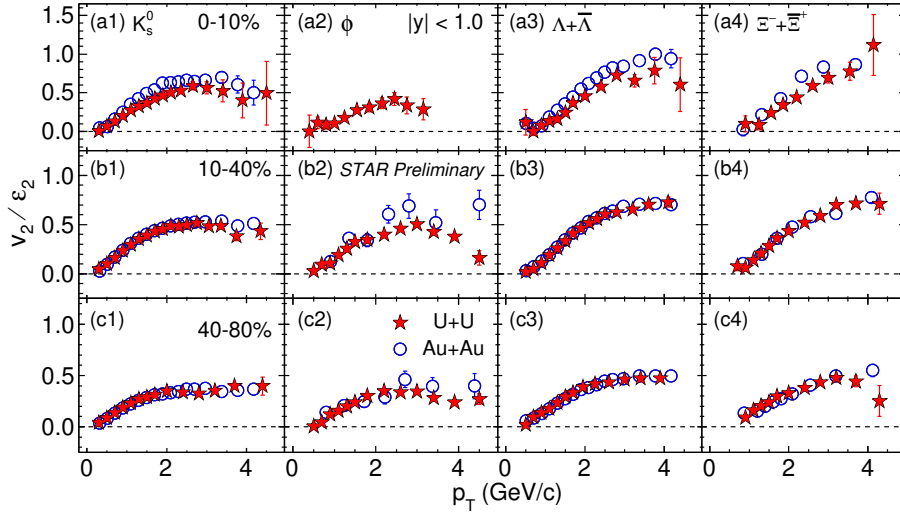 (a1) K⁰ₛ 0-10%
(a2) ϕ |y| < 1.0
(a3) Λ+Λ̅
(a4) Ξ⁻+Ξ̅⁺
1.0
0.5
0.0
(b1) 10-40%
(b2) STAR Preliminary
(b3)
(b4)
1.0
0.5
0.0
v₂ / ε₂
(c1) 40-80%
(c2) U+U
Au+Au
(c3)
(c4)
1.0
0.5
0.0
0 2 4 0 2 4 0 2 4 0 2 4
p_T (GeV/c)